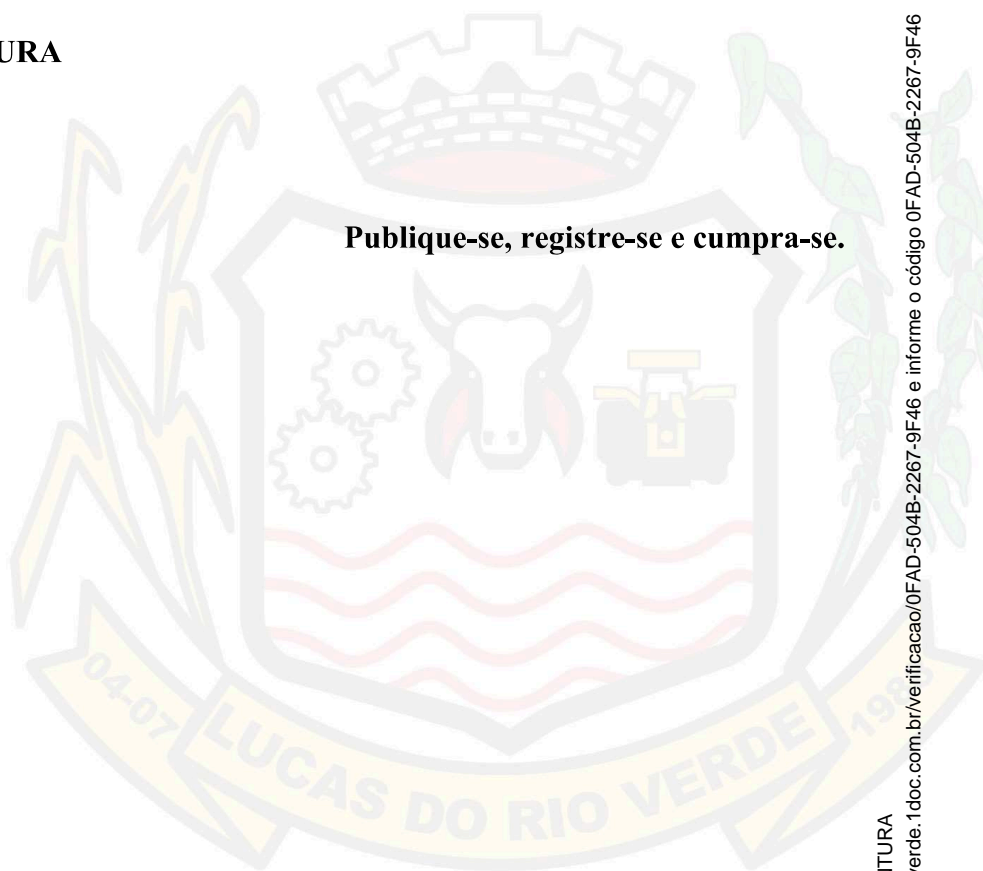 URA
Publique-se, registre-se e cumpra-se.
04-07 LUCAS DO RIO VERDE 1988
ITURA
verde.1doc.com.br/verificacao/0FAD-504B-2267-9F46 e informe o código 0FAD-504B-2267-9F46